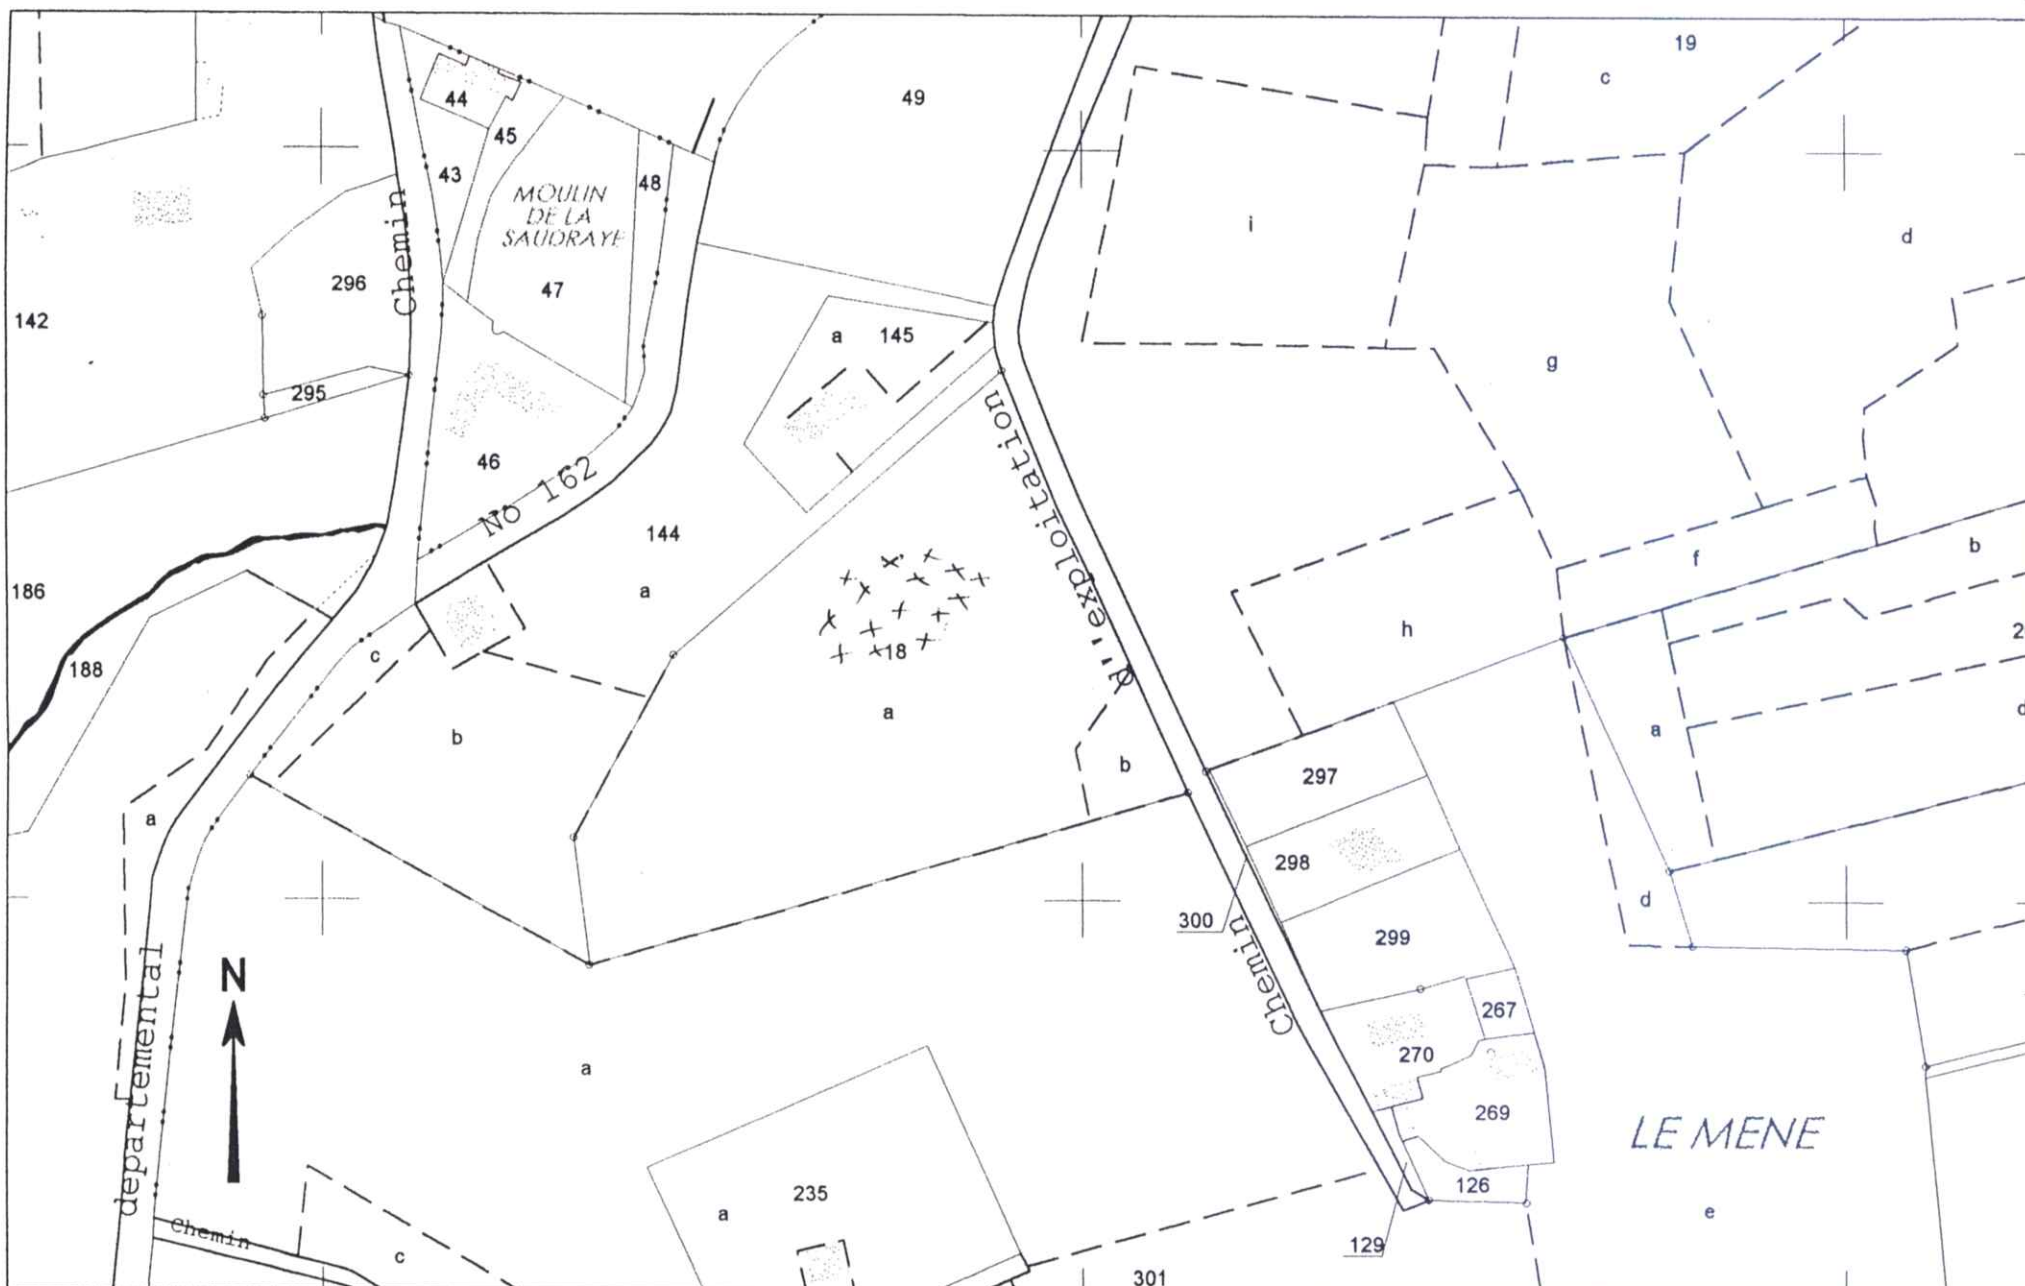 19
c
49
44
45
43
48
MOULIN
DE LA
SAUDRAYE
Chemin
i
d
296
47
142
a
145
g
295
46
No 162
d'exploitation
144
f
b
186
a
h
18
c
188
a
a
b
b
297
a
298
d
300
299
Chemin
N
departemental
267
270
a
269
LE MENE
235
a
126
e
Chemin
c
129
301